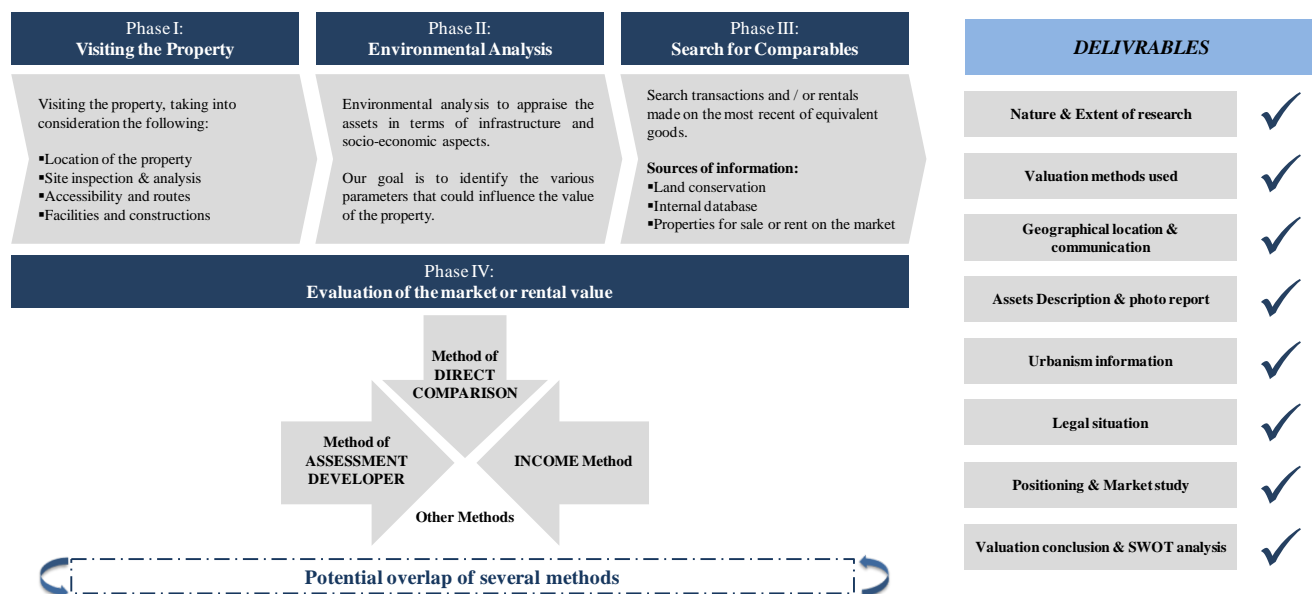 Phase I:
Visiting the Property
Visiting the property, taking into
consideration the following:
▪Location of the property
▪Site inspection & analysis
▪Accessibility and routes
▪Facilities and constructions
Phase II:
Environmental Analysis
Environmental analysis to appraise the
assets in terms of infrastructure and
socio-economic aspects.
Our goal is to identify the various
parameters that could influence the value
of the property.
Phase III:
Search for Comparables
Search transactions and / or rentals
made on the most recent of equivalent
goods.
Sources of information:
▪Land conservation
▪Internal database
▪Properties for sale or rent on the market
Phase IV:
Evaluation of the market or rental value
Method of
DIRECT
COMPARISON
Method of
ASSESSMENT
DEVELOPER
INCOME Method
Other Methods
Potential overlap of several methods
DELIVRABLES
Nature & Extent of research
Valuation methods used
Geographical location &
communication
Assets Description & photo report
Urbanism information
Legal situation
Positioning & Market study
Valuation conclusion & SWOT analysis